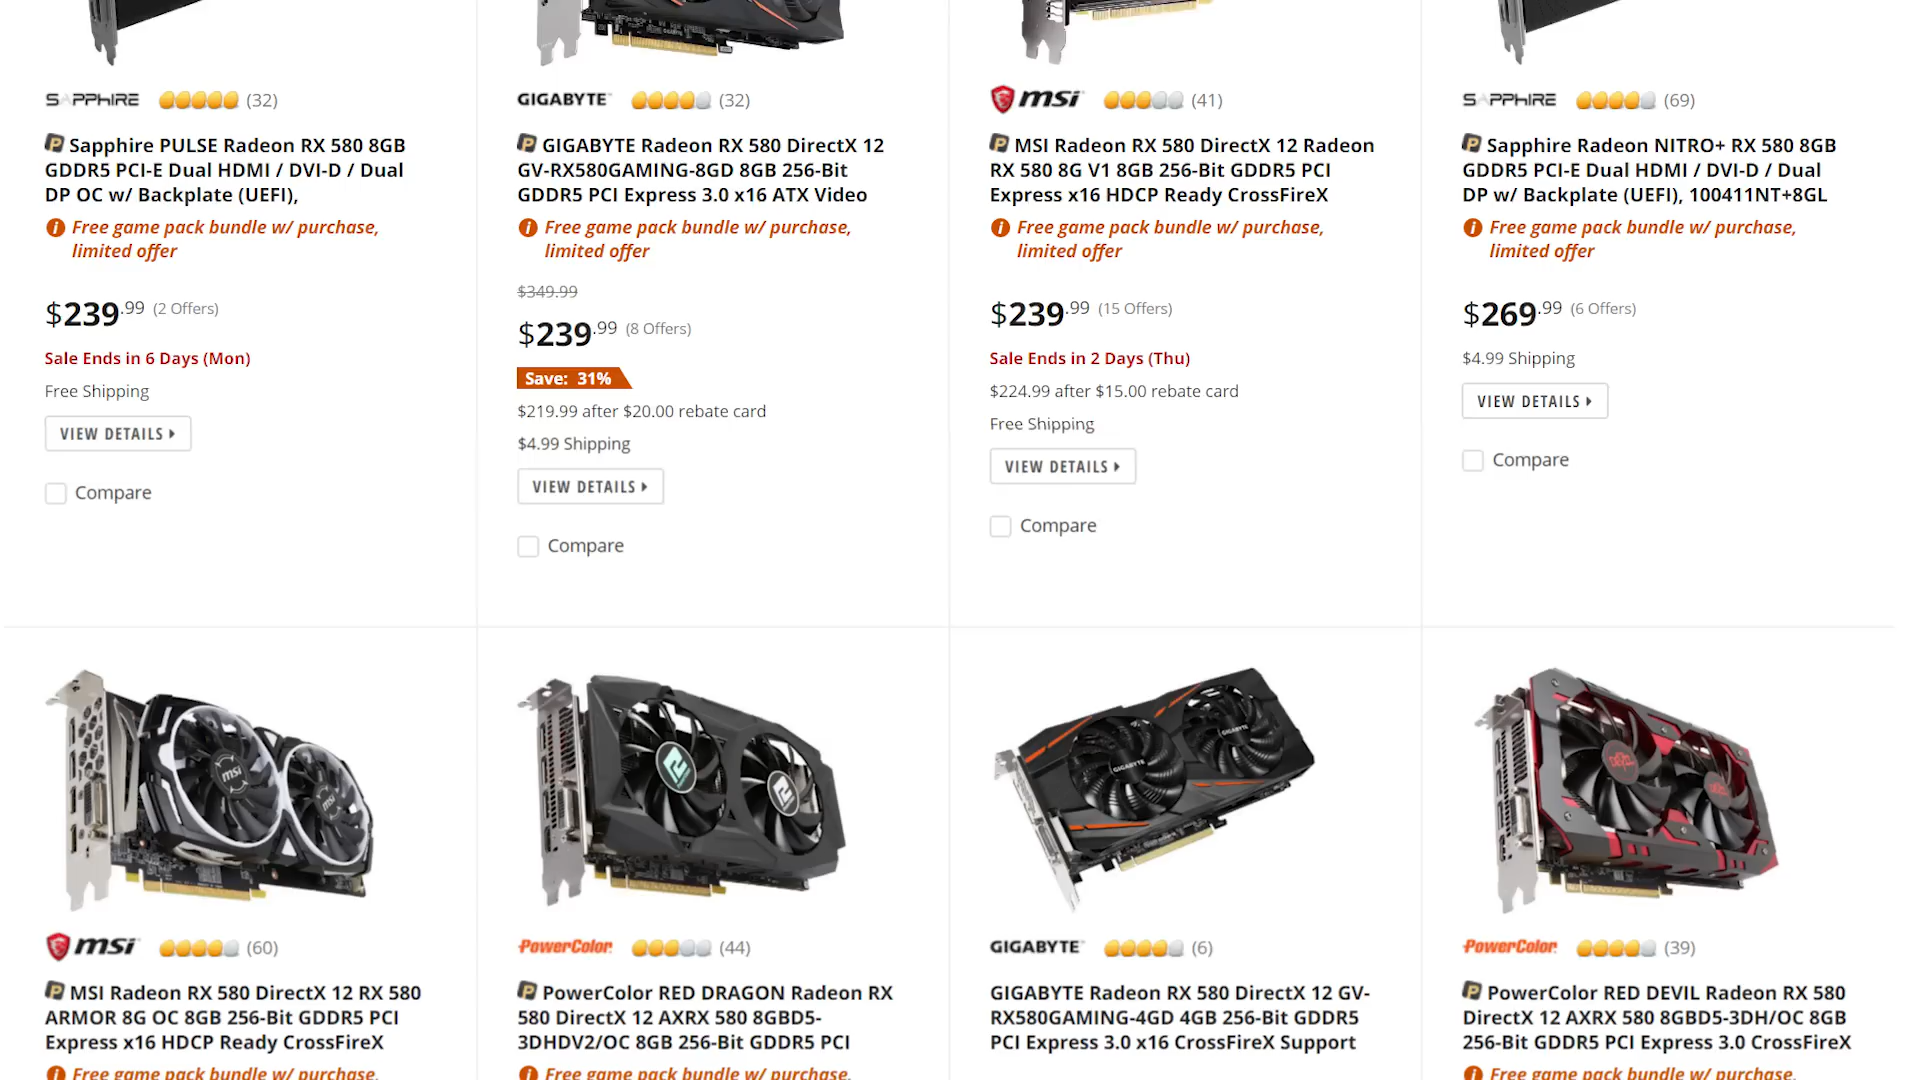 SAPPHIRE (32)
Sapphire PULSE Radeon RX 580 8GB
GDDR5 PCI-E Dual HDMI / DVI-D / Dual
DP OC w/ Backplate (UEFI),
Free game pack bundle w/ purchase,
limited offer
$239.99 (2 Offers)
Sale Ends in 6 Days (Mon)
Free Shipping
VIEW DETAILS
Compare
GIGABYTE (32)
GIGABYTE Radeon RX 580 DirectX 12
GV-RX580GAMING-8GD 8GB 256-Bit
GDDR5 PCI Express 3.0 x16 ATX Video
Free game pack bundle w/ purchase,
limited offer
$349.99
$239.99 (8 Offers)
Save: 31%
$219.99 after $20.00 rebate card
$4.99 Shipping
VIEW DETAILS
Compare
msi (41)
MSI Radeon RX 580 DirectX 12 Radeon
RX 580 8G V1 8GB 256-Bit GDDR5 PCI
Express x16 HDCP Ready CrossFireX
Free game pack bundle w/ purchase,
limited offer
$239.99 (15 Offers)
Sale Ends in 2 Days (Thu)
$224.99 after $15.00 rebate card
Free Shipping
VIEW DETAILS
Compare
SAPPHIRE (69)
Sapphire Radeon NITRO+ RX 580 8GB
GDDR5 PCI-E Dual HDMI / DVI-D / Dual
DP w/ Backplate (UEFI), 100411NT+8GL
Free game pack bundle w/ purchase,
limited offer
$269.99 (6 Offers)
$4.99 Shipping
VIEW DETAILS
Compare
msi
msi
msi (60)
MSI Radeon RX 580 DirectX 12 RX 580
ARMOR 8G OC 8GB 256-Bit GDDR5 PCI
Express x16 HDCP Ready CrossFireX
Free game pack bundle w/ purchase,
PowerColor (44)
PowerColor RED DRAGON Radeon RX
580 DirectX 12 AXRX 580 8GBD5-
3DHDV2/OC 8GB 256-Bit GDDR5 PCI
Free game pack bundle w/ purchase,
GIGABYTE
GIGABYTE
GIGABYTE (6)
GIGABYTE Radeon RX 580 DirectX 12 GV-
RX580GAMING-4GD 4GB 256-Bit GDDR5
PCI Express 3.0 x16 CrossFireX Support
PowerColor (39)
PowerColor RED DEVIL Radeon RX 580
DirectX 12 AXRX 580 8GBD5-3DH/OC 8GB
256-Bit GDDR5 PCI Express 3.0 CrossFireX
Free game pack bundle w/ purchase,